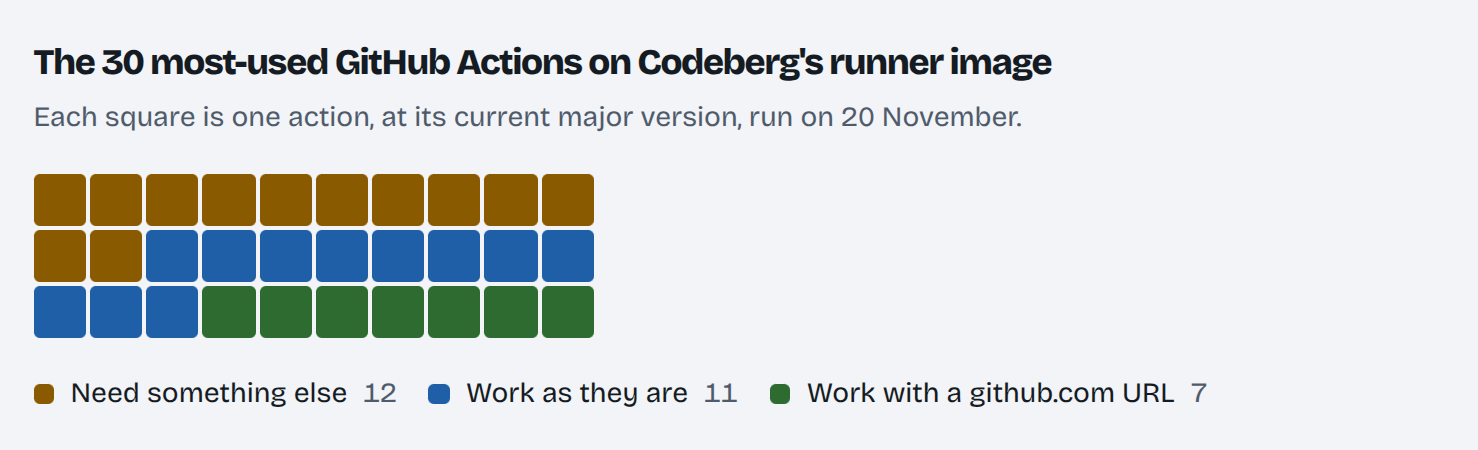 The 30 most-used GitHub Actions on Codeberg's runner image
Each square is one action, at its current major version, run on 20 November.
Need something else 12 Work as they are 11 Work with a github.com URL 7